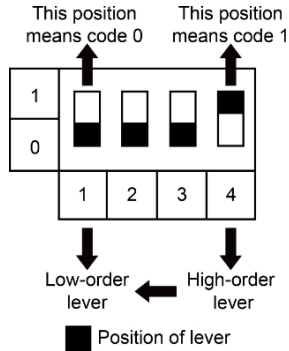 This position
means code 0
This position
means code 1
1
0
1
2
3
4
Low-order
lever
High-order
lever
Position of lever